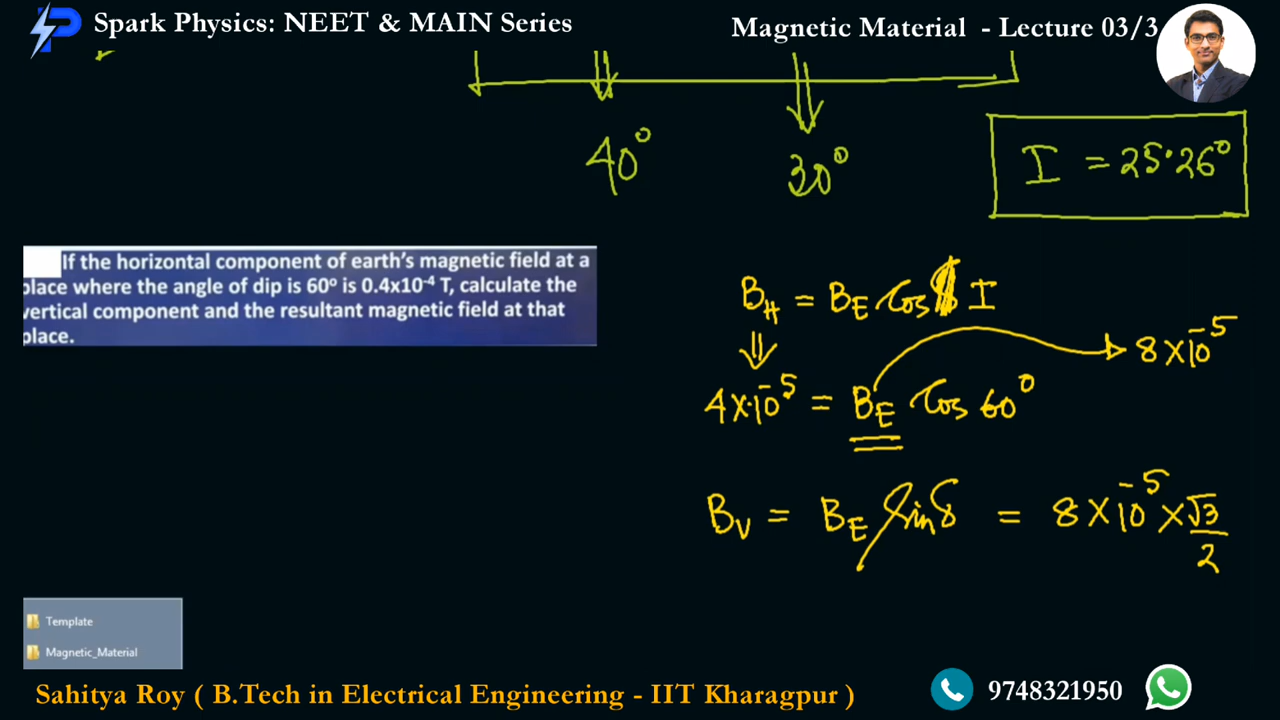 Spark Physics: NEET & MAIN Series
Magnetic Material - Lecture 03/3
40°
30°
I = 25.26°
If the horizontal component of earth's magnetic field at a
place where the angle of dip is 60º is 0.4x10⁻⁴ T, calculate the
vertical component and the resultant magnetic field at that
place.
B_H = B_E cos I
8×10⁻⁵
4×10⁻⁵ = B_E cos 60°
B_V = B_E sin δ = 8×10⁻⁵ × √3/2
Template
Magnetic_Material
Sahitya Roy ( B.Tech in Electrical Engineering - IIT Kharagpur )
9748321950